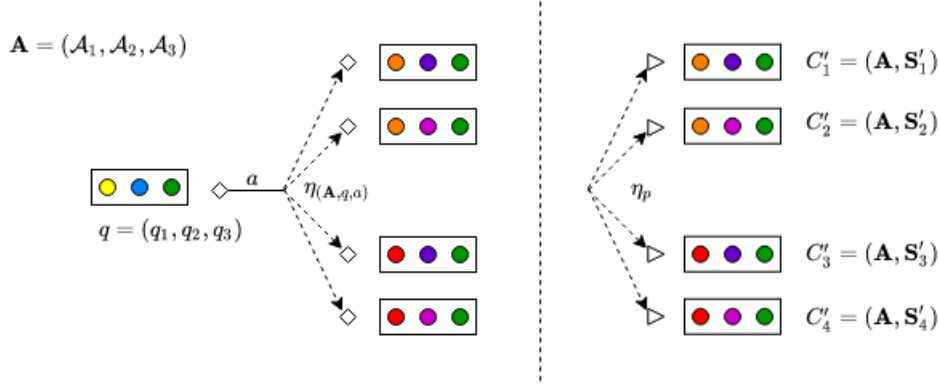 𝐀 = (𝒜₁, 𝒜₂, 𝒜₃)
q = (q₁, q₂, q₃)
a
η₍𝐀,q,a₎
ηₚ
C′₁ = (𝐀, 𝐒′₁)
C′₂ = (𝐀, 𝐒′₂)
C′₃ = (𝐀, 𝐒′₃)
C′₄ = (𝐀, 𝐒′₄)